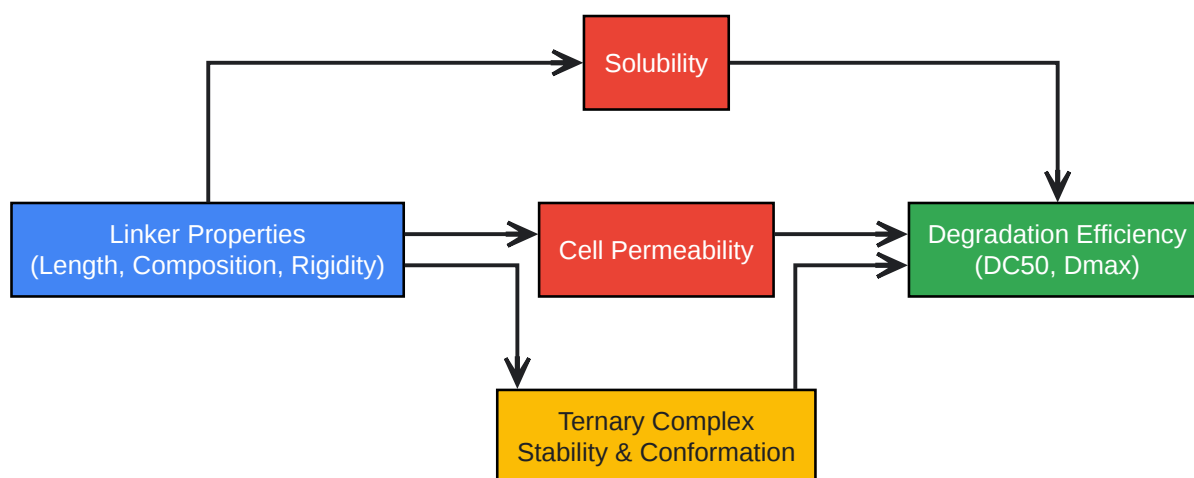 Solubility
Linker Properties
(Length, Composition, Rigidity)
Cell Permeability
Degradation Efficiency
(DC50, Dmax)
Ternary Complex
Stability & Conformation